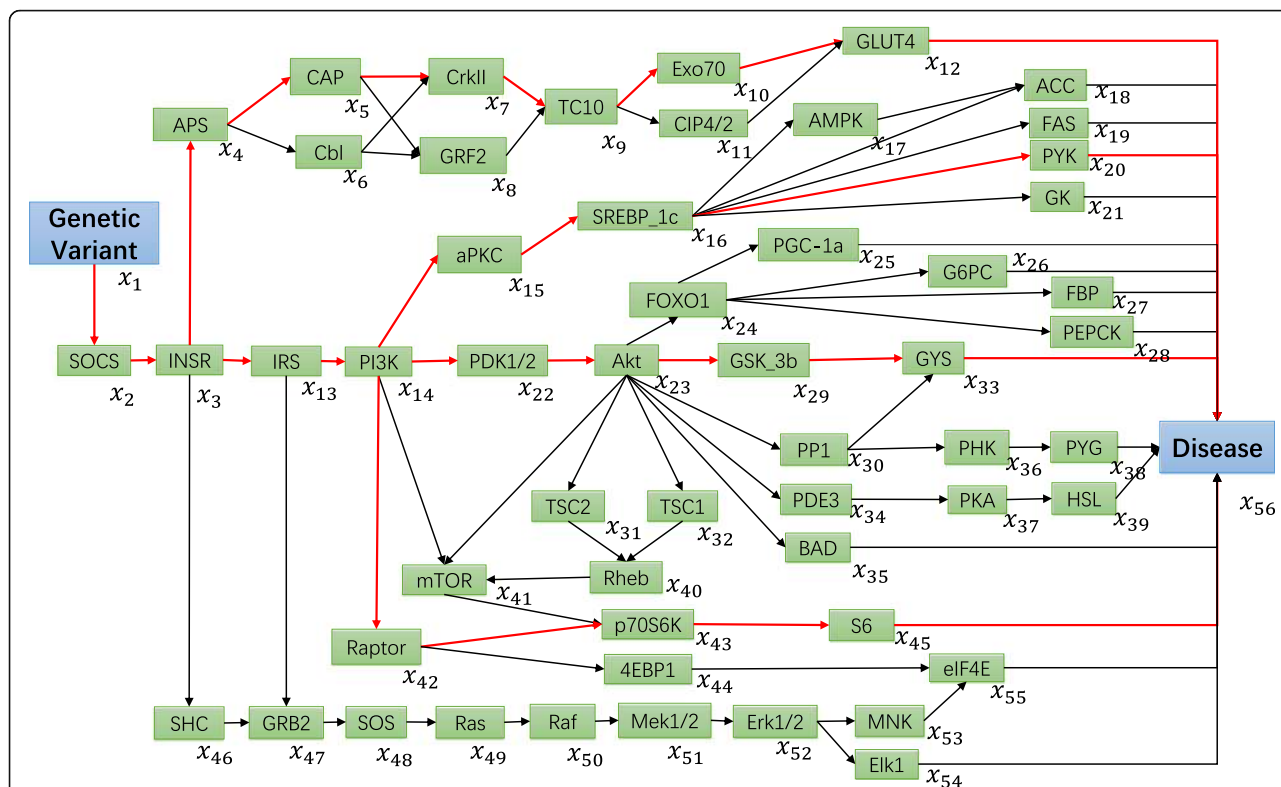 GLUT4
x12
CAP
x5
CrkII
x7
Exo70
x10
ACC
x18
APS
x4
TC10
x9
CIP4/2
x11
AMPK
x17
FAS
x19
Cbl
x6
GRF2
x8
PYK
x20
Genetic
Variant
x1
SREBP_1c
x16
GK
x21
aPKC
x15
PGC-1a
x25
G6PC
x26
FOXO1
x24
FBP
x27
PEPCK
x28
SOCS
x2
INSR
x3
IRS
x13
PI3K
x14
PDK1/2
x22
Akt
x23
GSK_3b
x29
GYS
x33
PP1
x30
PHK
x36
PYG
x38
Disease
x56
TSC2
x31
TSC1
x32
PDE3
x34
PKA
x37
HSL
x39
BAD
x35
mTOR
x41
Rheb
x40
Raptor
x42
p70S6K
x43
S6
x45
4EBP1
x44
eIF4E
x55
SHC
x46
GRB2
x47
SOS
x48
Ras
x49
Raf
x50
Mek1/2
x51
Erk1/2
x52
MNK
x53
Elk1
x54